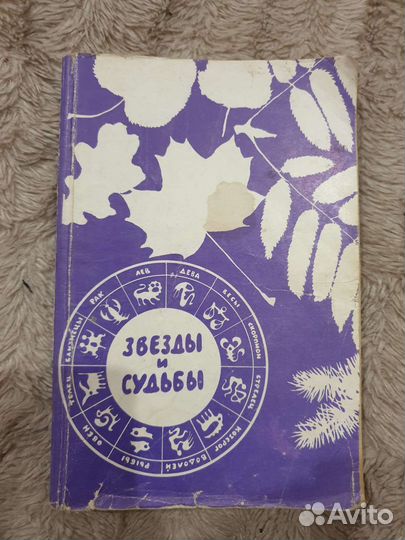 ЗВЕЗДЫ
и
СУДЬБЫ
ЛЕВ
ДЕВА
ВЕСЫ
СКОРПИОН
СТРЕЛЕЦ
КОЗЕРОГ
ВОДОЛЕЙ
РЫБЫ
ОВЕН
ТЕЛЕЦ
БЛИЗНЕЦЫ
РАК
Avito